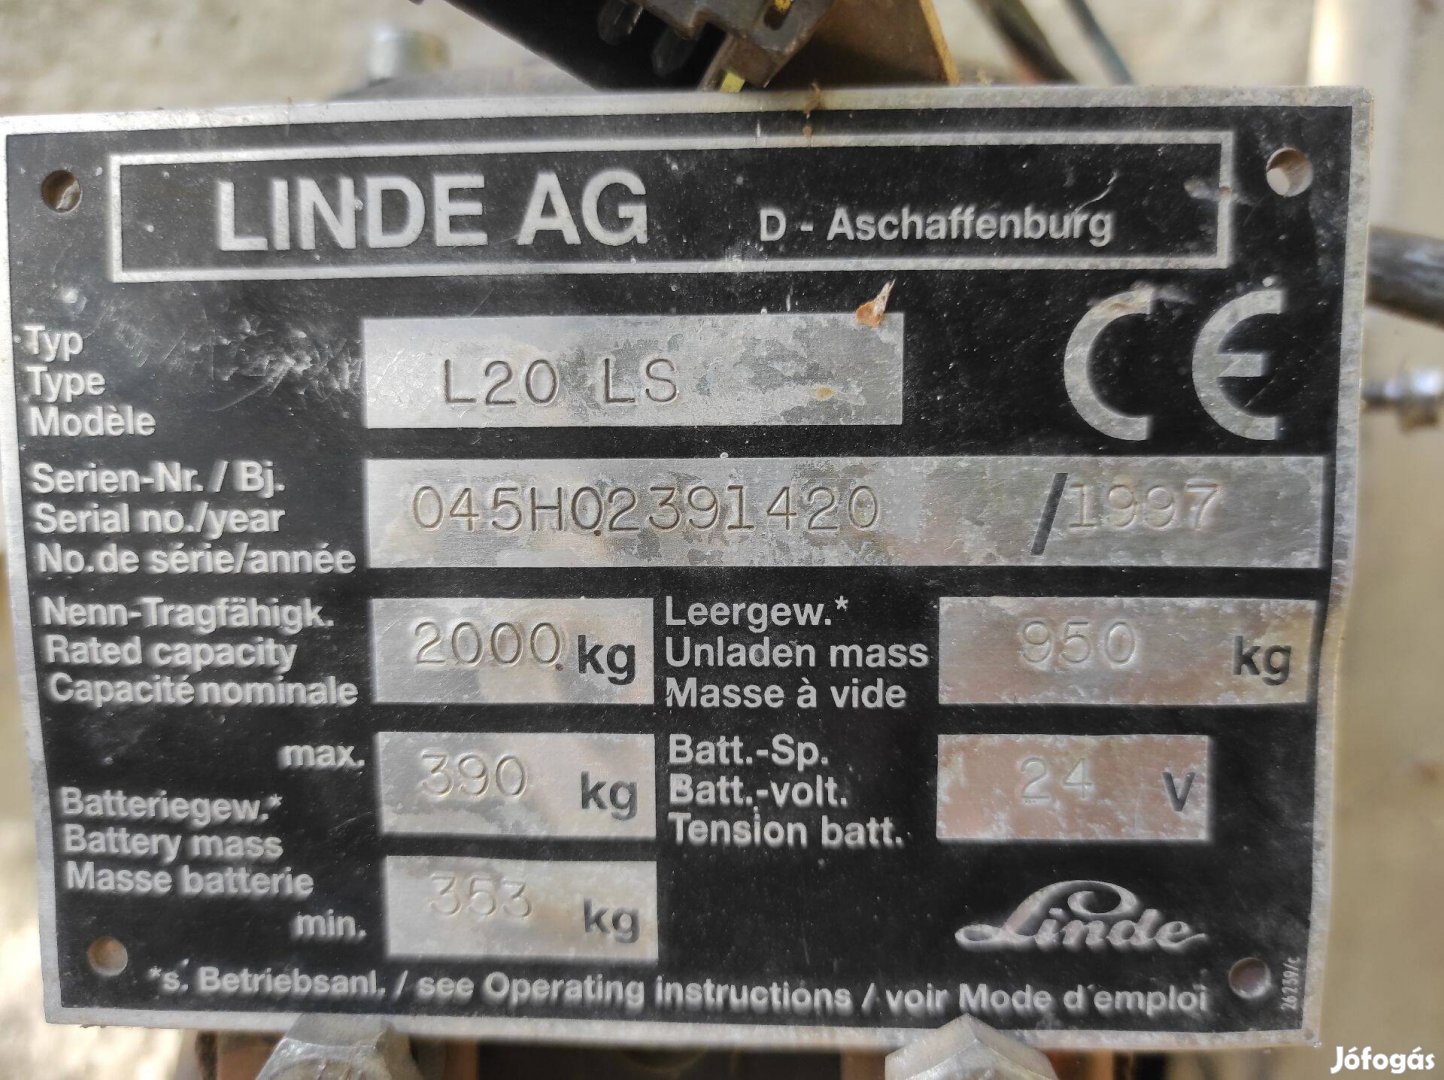 LINDE AG D - Aschaffenburg
Typ
Type
Modèle
L20 LS
CE
Serien-Nr. / Bj.
Serial no./year
No.de série/année
045H02391420 /1997
Nenn-Tragfähigk.
Rated capacity
Capacité nominale
2000 kg
Leergew.*
Unladen mass
Masse à vide
950 kg
max.
390 kg
Batteriegew.*
Battery mass
Masse batterie
min.
353 kg
Batt.-Sp.
Batt.-volt.
Tension batt.
24 V
Linde
*s. Betriebsanl. / see Operating instructions / voir Mode d'emploi
26239/c
Jófogás